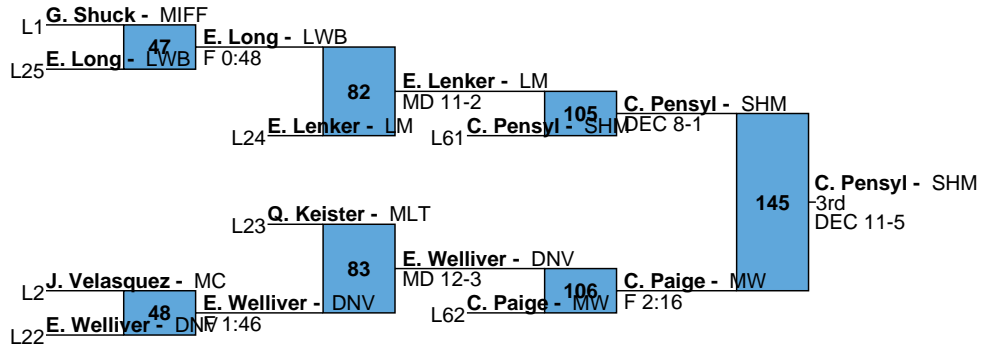 G. Shuck - MIFF
L1
47
E. Long - LWB
L25
E. Long - LWB
F 0:48
82
E. Lenker - LM
L24
E. Lenker - LM
MD 11-2
105
C. Pensyl - SHM
L61
C. Pensyl - SHM
DEC 8-1
145
C. Pensyl - SHM
3rd
DEC 11-5
Q. Keister - MLT
L23
83
J. Velasquez - MC
L2
48
E. Welliver - DNV
L22
E. Welliver - DNV
F 1:46
E. Welliver - DNV
MD 12-3
106
C. Paige - MW
L62
C. Paige - MW
F 2:16